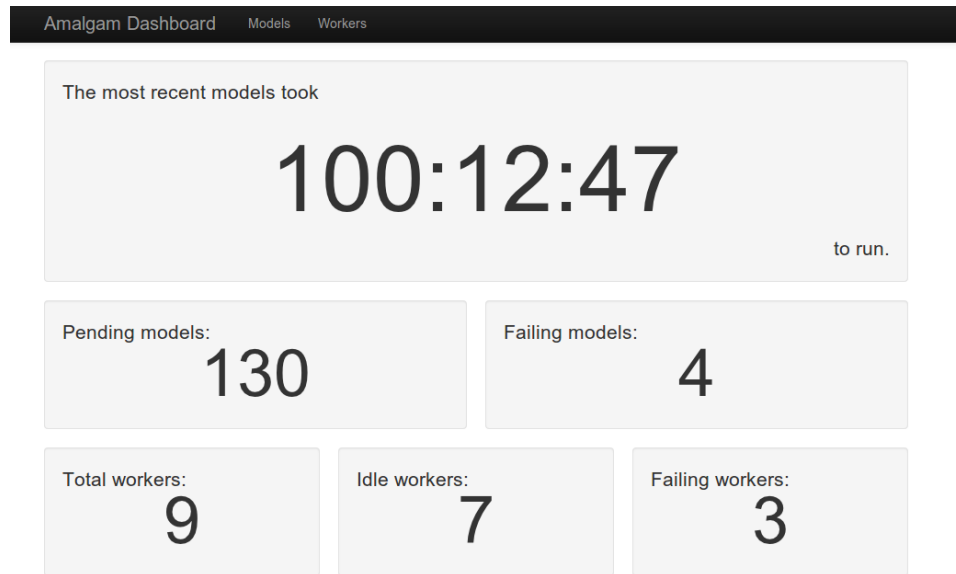 Amalgam Dashboard Models Workers
The most recent models took
100:12:47
to run.
Pending models: Failing models:
130 4
Total workers: Idle workers: Failing workers:
9 7 3